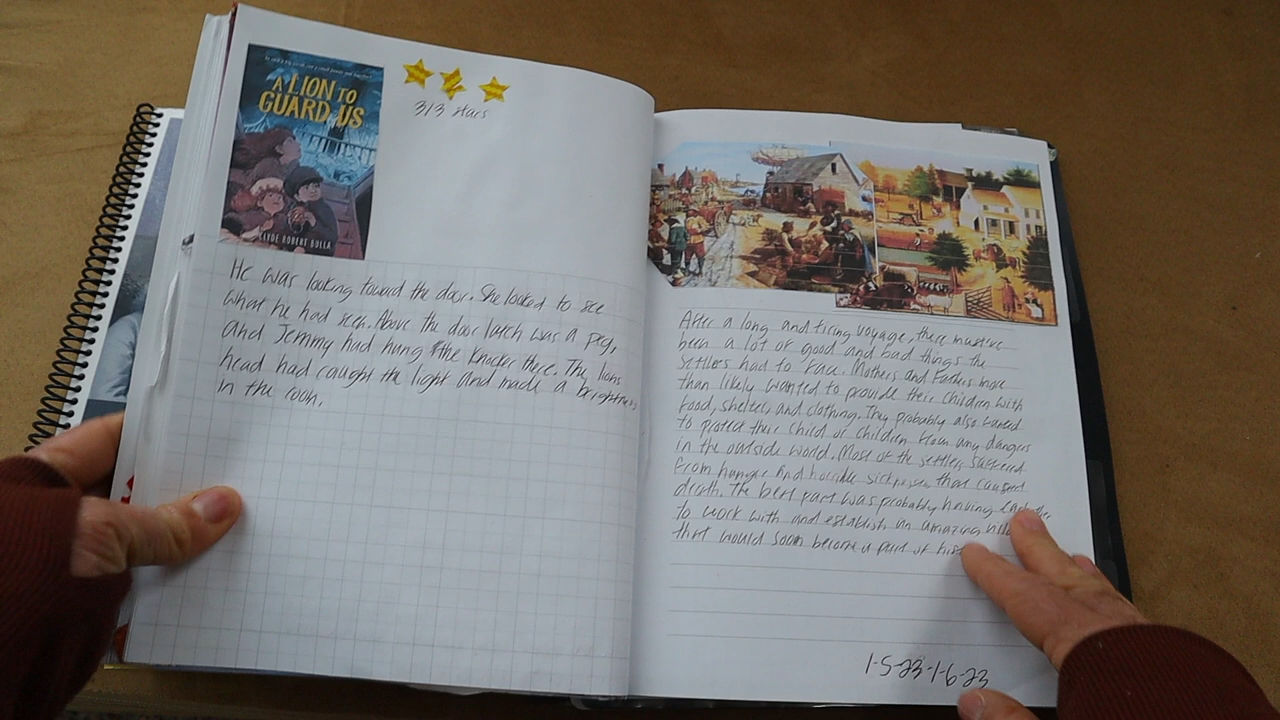 A LION TO
GUARD US
CLYDE ROBERT BULLA
3/3 stars
He was looking toward the door. She looked to see
what he had seen. Above the door latch was a peg,
and Jemmy had hung the knocker there. The lions
head had caught the light and made a brightness
in the room.
After a long and tiring voyage, there must've
been a lot of good and bad things the
settlers had to face. Mothers and Fathers more
than likely wanted to provide their children with
food, shelter, and clothing. They probably also wanted
to protect their child or children from any dangers
in the outside world. Most of the settlers suffered
from hunger and horrible sickness that caused
death. The best part was probably having each other
to work with and establish an amazing
that would soon become a part of
1-5-23-1-6-23